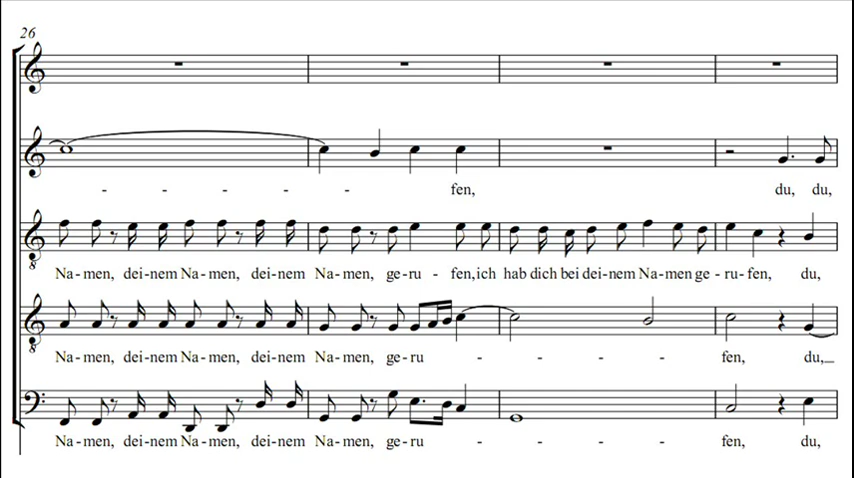 26
- - - - fen, du, du,
Na-men, dei-nem Na-men, dei-nem Na-men, ge-ru - fen, ich hab dich bei dei-nem Na-men ge-ru-fen, du,
Na-men, dei-nem Na-men, dei-nem Na-men, ge-ru - - - - fen, du,_
Na-men, dei-nem Na-men, dei-nem Na-men, ge-ru - - - - fen, du,